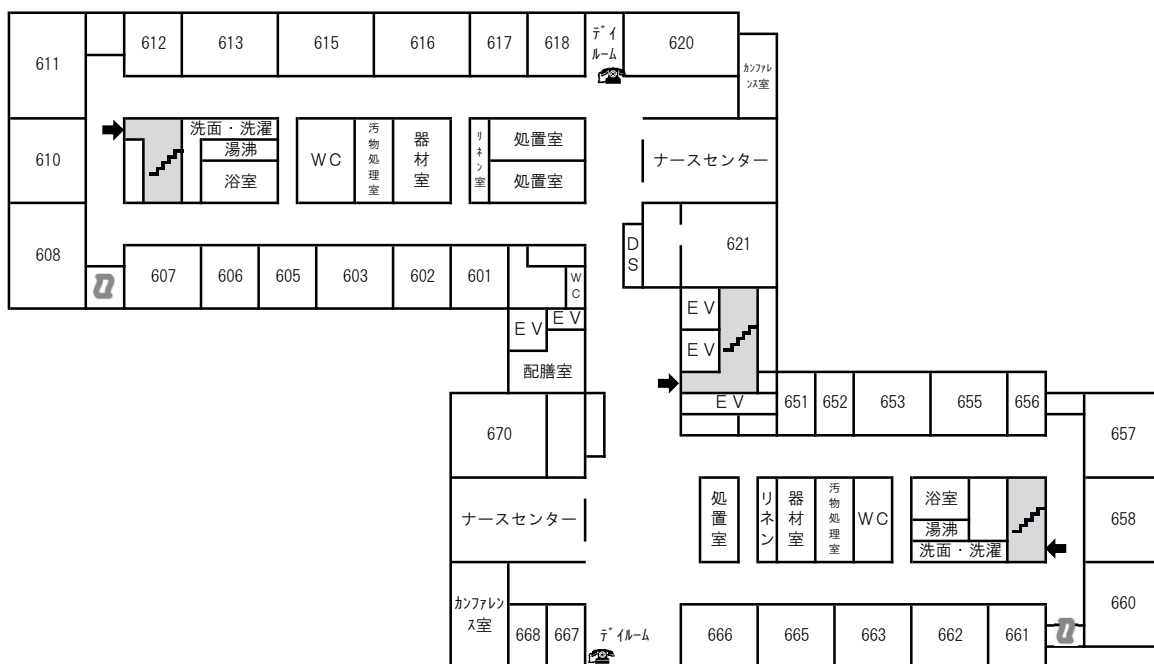 611
612
613
615
616
617
618
ﾃﾞｲ
ﾙｰﾑ
620
ｶﾝﾌｧﾚ
ﾝｽ室
610
洗面・洗濯
湯沸
浴室
ＷＣ
汚物処理室
器材室
リネン室
処置室
処置室
ナースセンター
608
607
606
605
603
602
601
ＷＣ
ＤＳ
621
ＥＶ
ＥＶ
配膳室
ＥＶ
ＥＶ
ＥＶ
651
652
653
655
656
657
670
ナースセンター
処置室
リネン
器材室
汚物処理室
ＷＣ
浴室
湯沸
洗面・洗濯
658
ｶﾝﾌｧﾚﾝ
ｽ室
668
667
ﾃﾞｲﾙｰﾑ
666
665
663
662
661
660